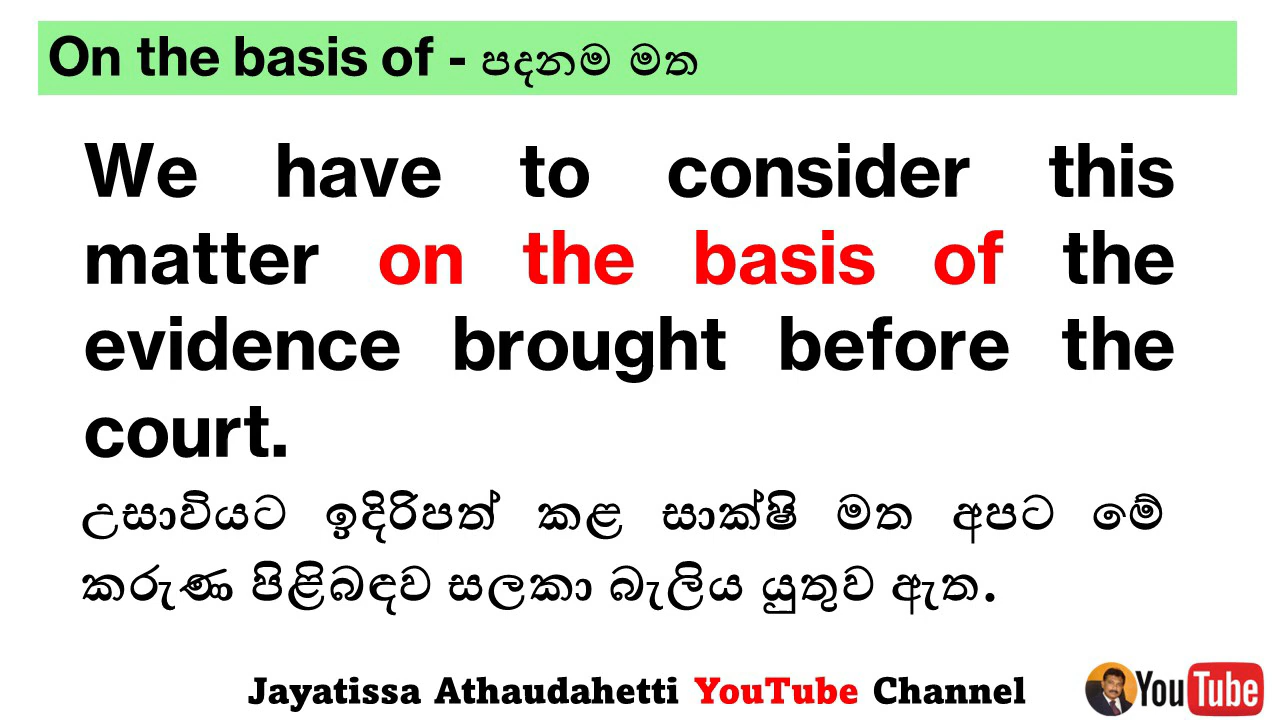 On the basis of - පදනම මත
We have to consider this
matter on the basis of the
evidence brought before the
court.
උසාවියට ඉදිරිපත් කළ සාක්ෂි මත අපට මේ
කරුණ පිළිබඳව සලකා බැලිය යුතුව ඇත.
Jayatissa Athaudahetti YouTube Channel
YouTube